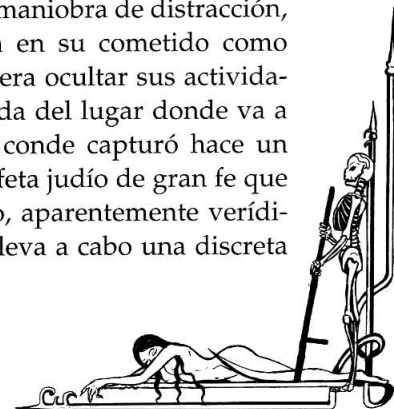 maniobra de distracción,
en su cometido como
era ocultar sus activida-
da del lugar donde va a
conde capturó hace un
feta judío de gran fe que
o, aparentemente verídi-
lleva a cabo una discreta